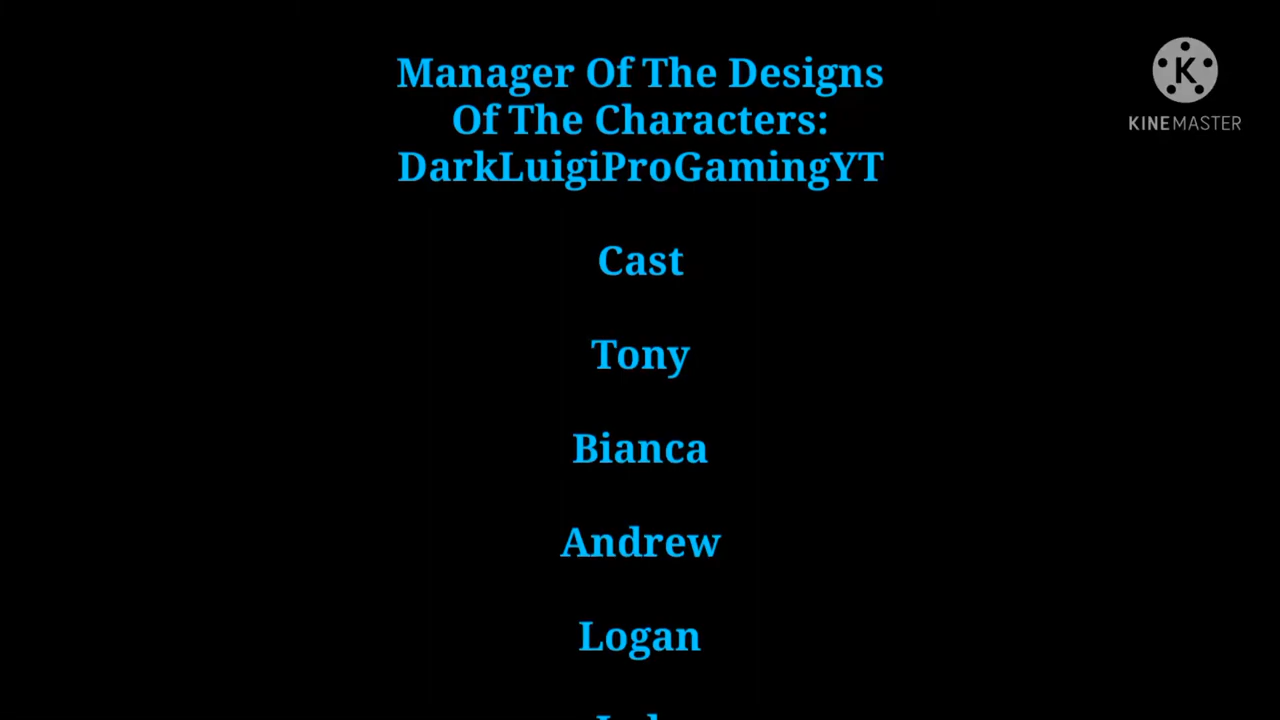 Manager Of The Designs
Of The Characters:
DarkLuigiProGamingYT
Cast
Tony
Bianca
Andrew
Logan
K
KINEMASTER